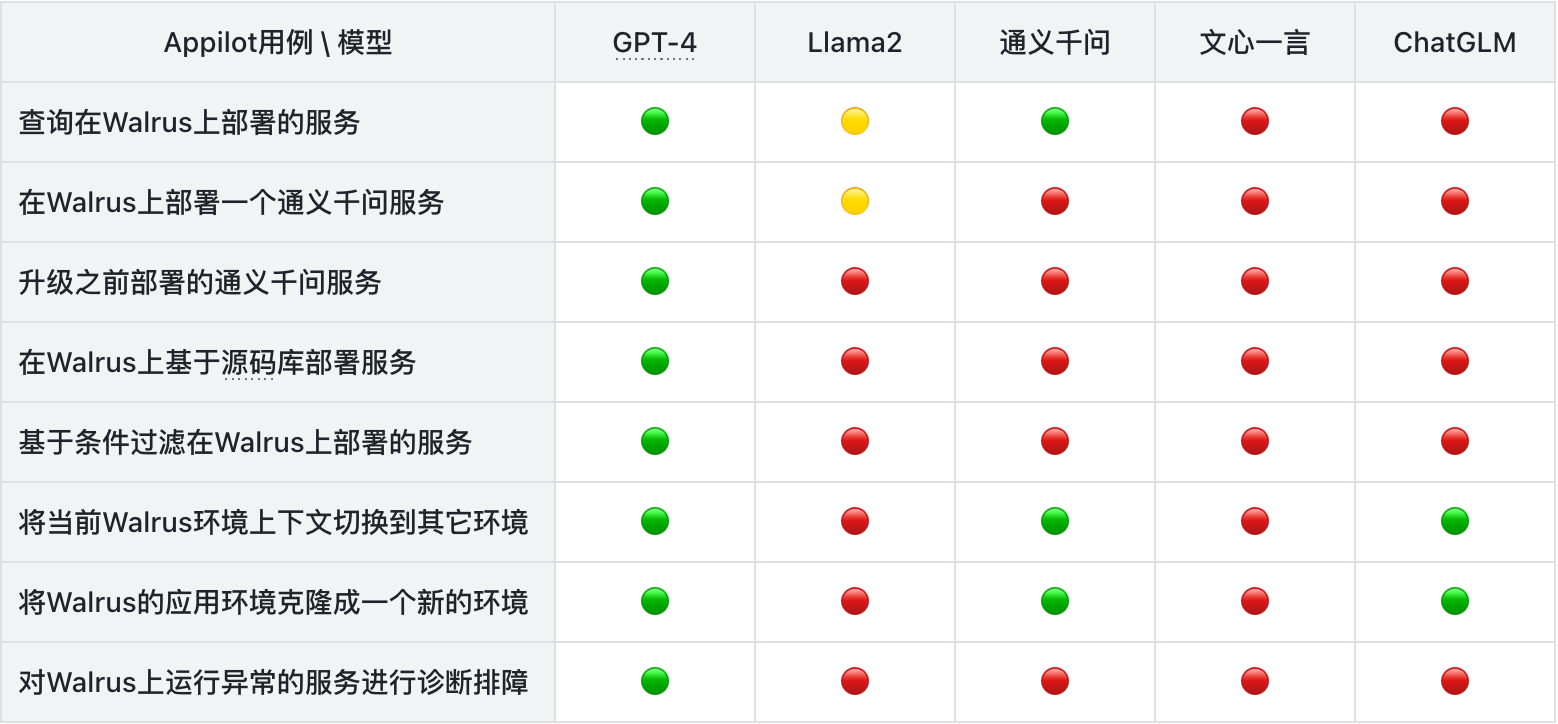 Appilot用例 \ 模型 GPT-4 Llama2 通义千问 文心一言 ChatGLM
查询在Walrus上部署的服务
在Walrus上部署一个通义千问服务
升级之前部署的通义千问服务
在Walrus上基于源码库部署服务
基于条件过滤在Walrus上部署的服务
将当前Walrus环境上下文切换到其它环境
将Walrus的应用环境克隆成一个新的环境
对Walrus上运行异常的服务进行诊断排障